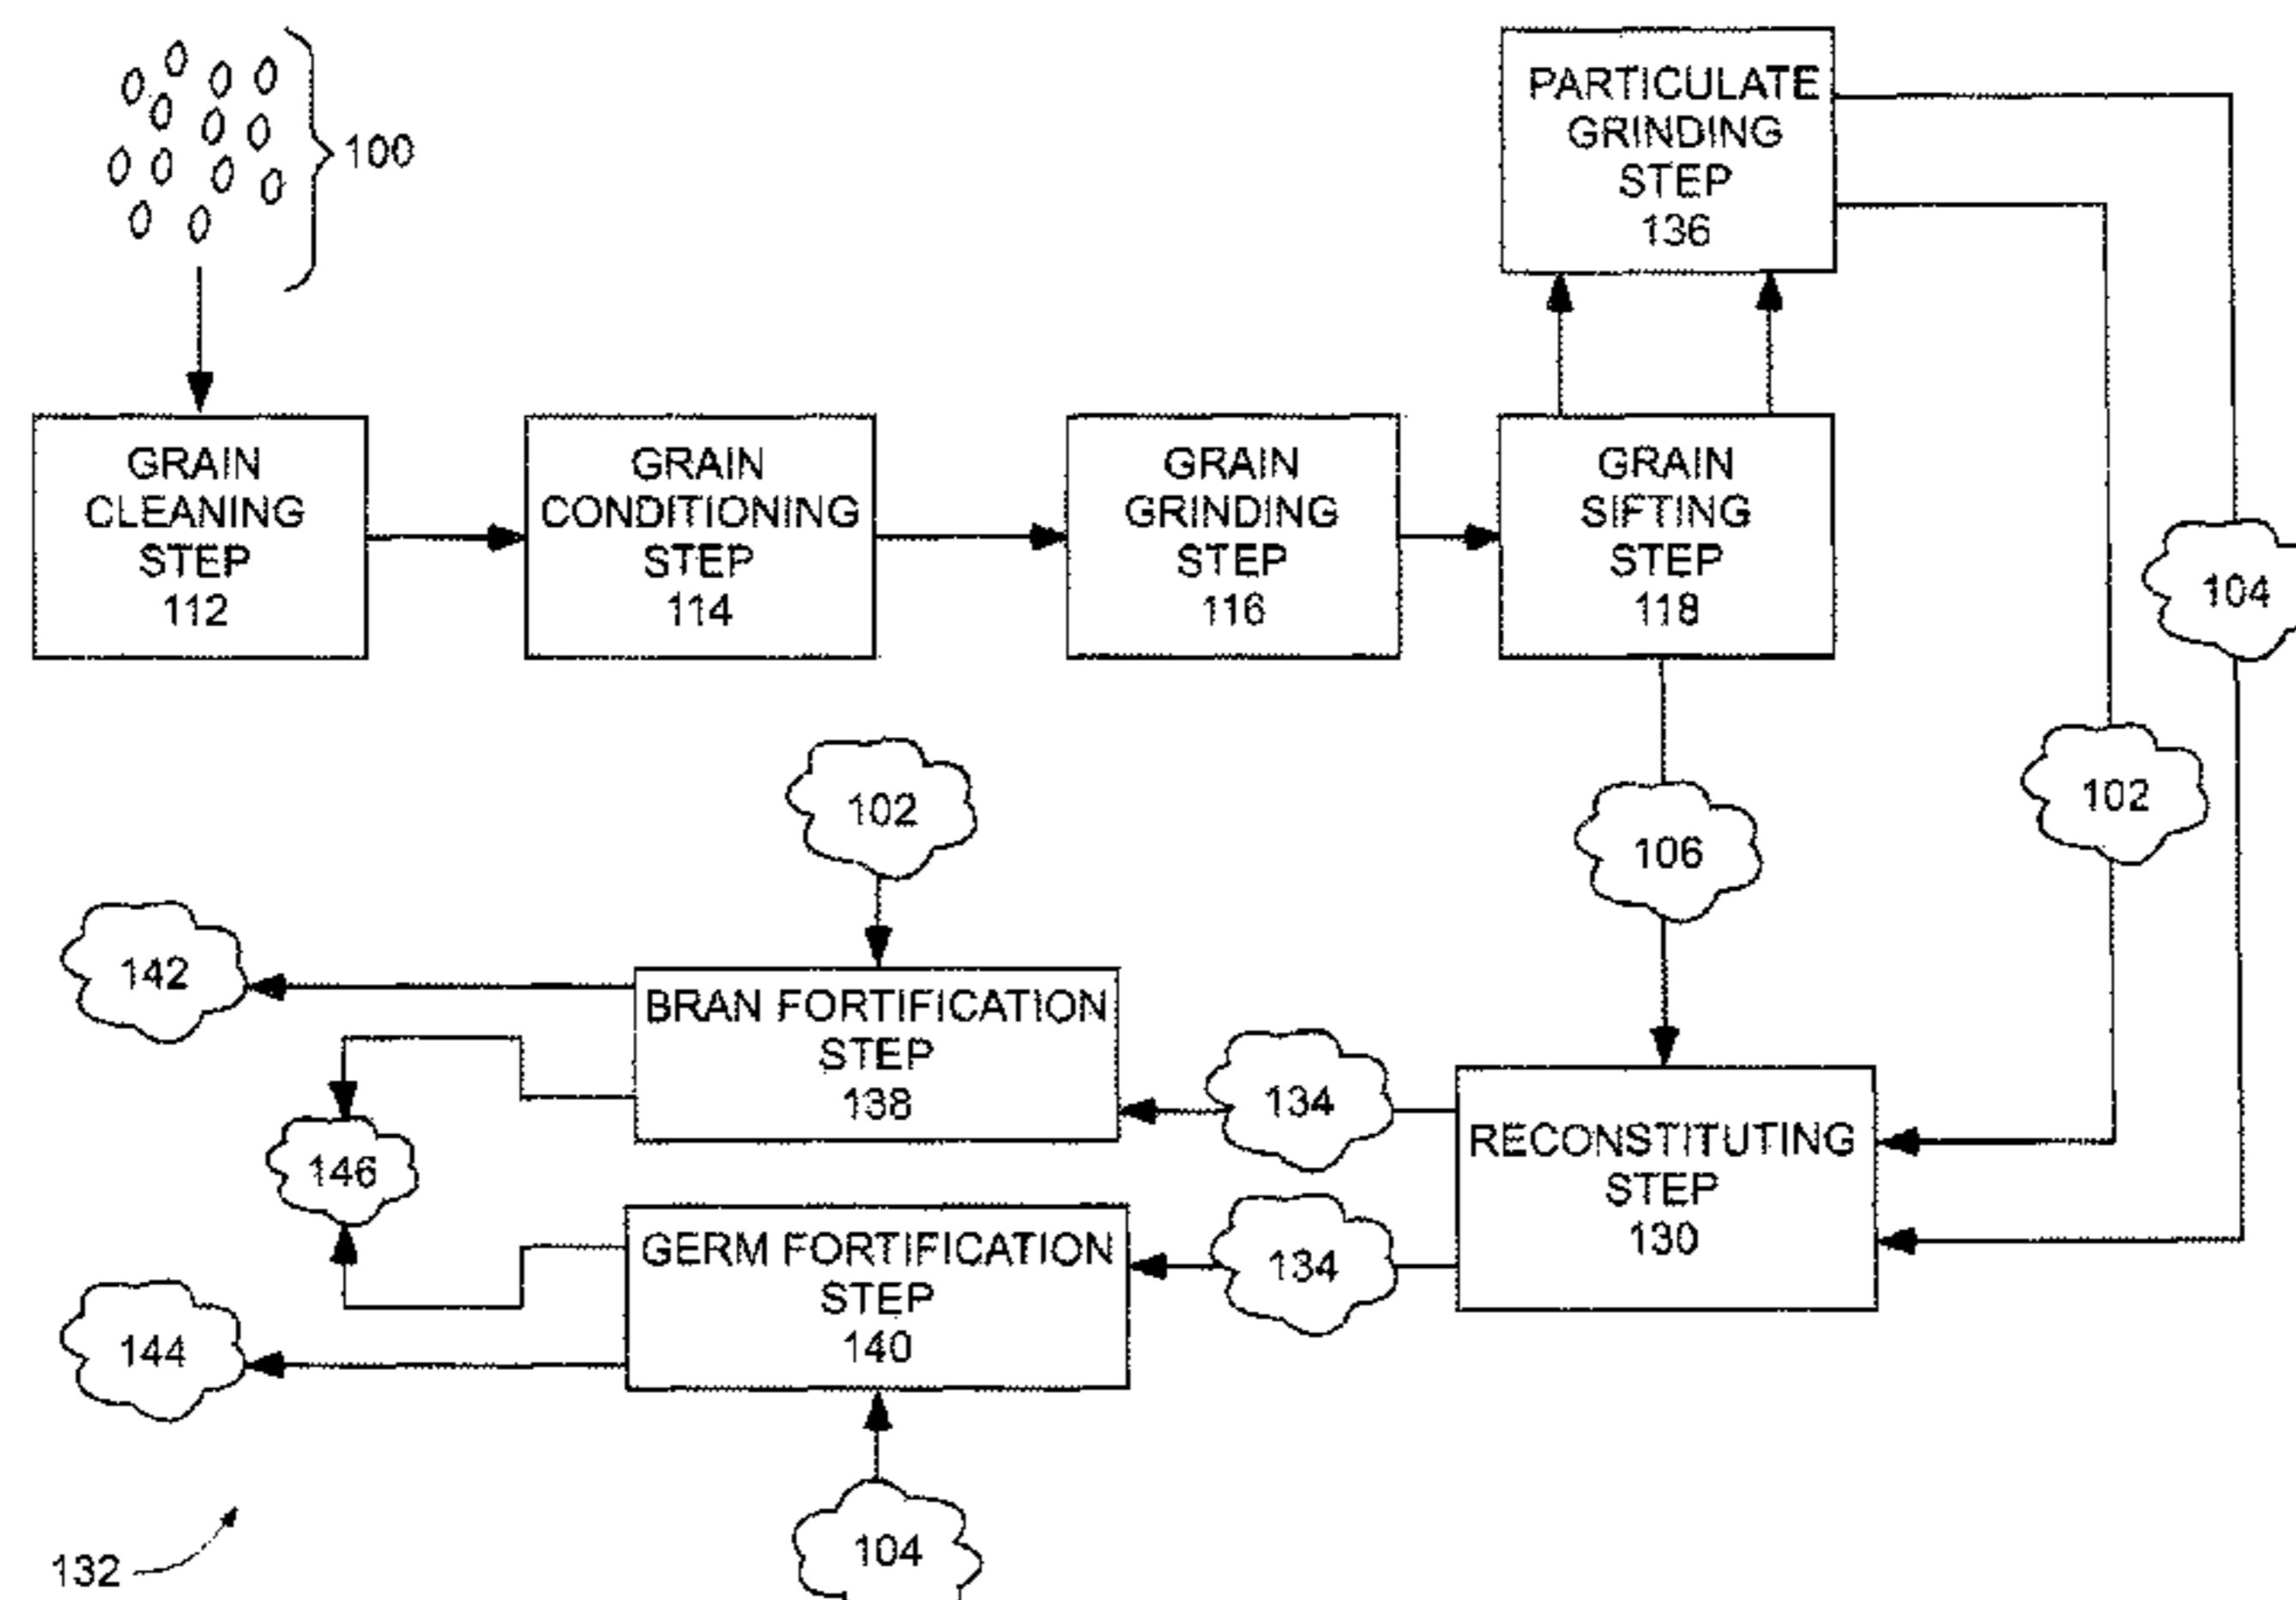 100
PARTICULATE
GRINDING
STEP
136
GRAIN
CLEANING
STEP
112
GRAIN
CONDITIONING
STEP
114
GRAIN
GRINDING
STEP
116
GRAIN
SIFTING
STEP
118
104
102
102
106
142
BRAN FORTIFICATION
STEP
138
134
146
RECONSTITUTING
STEP
130
GERM FORTIFICATION
STEP
140
134
144
104
132